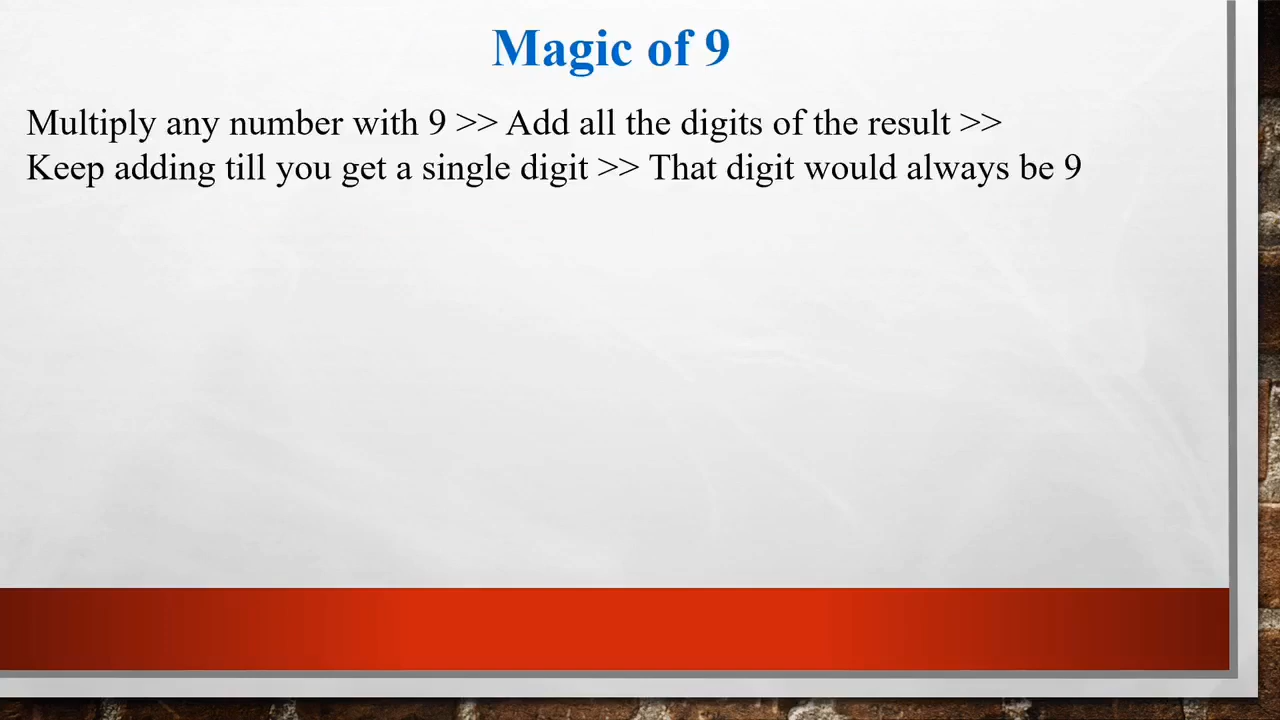 Magic of 9
Multiply any number with 9 >> Add all the digits of the result >>
Keep adding till you get a single digit >> That digit would always be 9